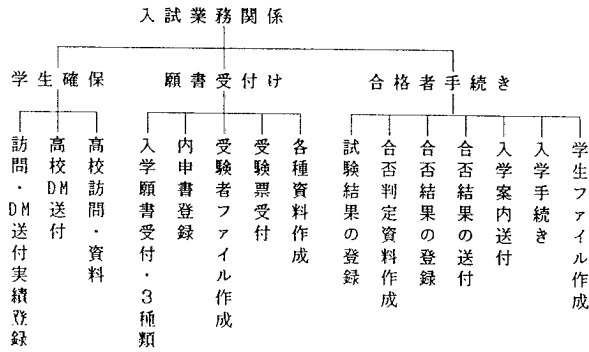 入試業務関係
学生確保
願書受付け
合格者手続き
訪問・DM送付実績登録
高校DM送付
高校訪問・資料
入学願書受付・3種類
内申書登録
受験者ファイル作成
受験票受付
各種資料作成
試験結果の登録
合否判定資料作成
合否結果の登録
合否結果の送付
入学案内送付
入学手続き
学生ファイル作成